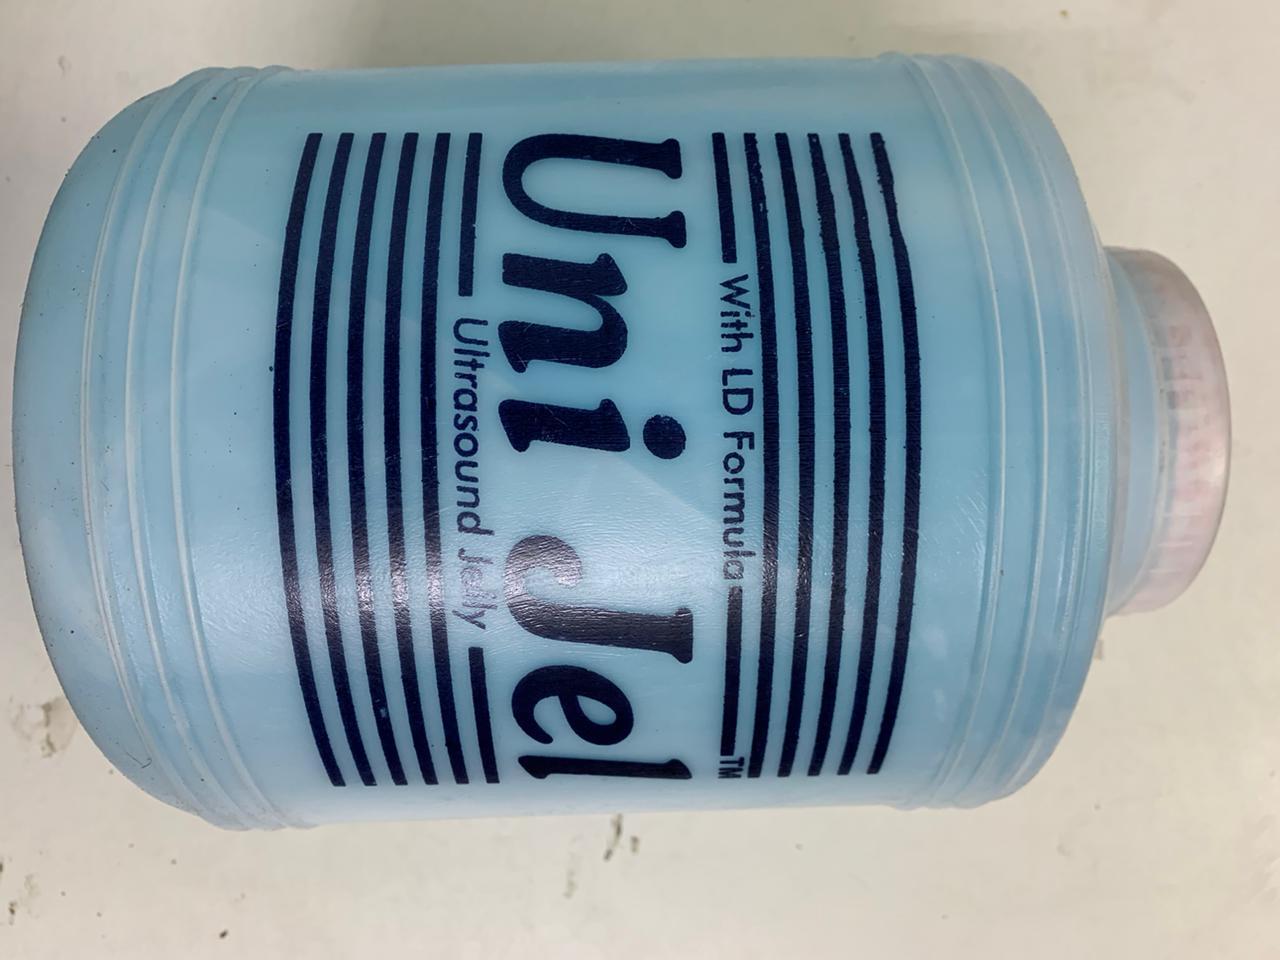 With LD Formula
Uni Jel
TM
Ultrasound Jelly